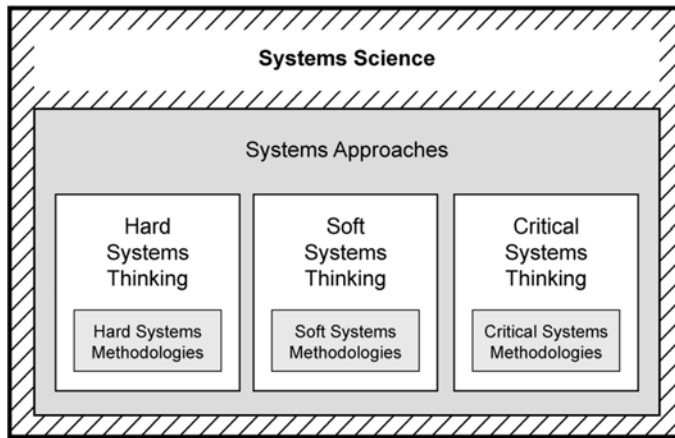 Systems Science
Systems Approaches
Hard
Systems
Thinking
Hard Systems
Methodologies
Soft
Systems
Thinking
Soft Systems
Methodologies
Critical
Systems
Thinking
Critical Systems
Methodologies